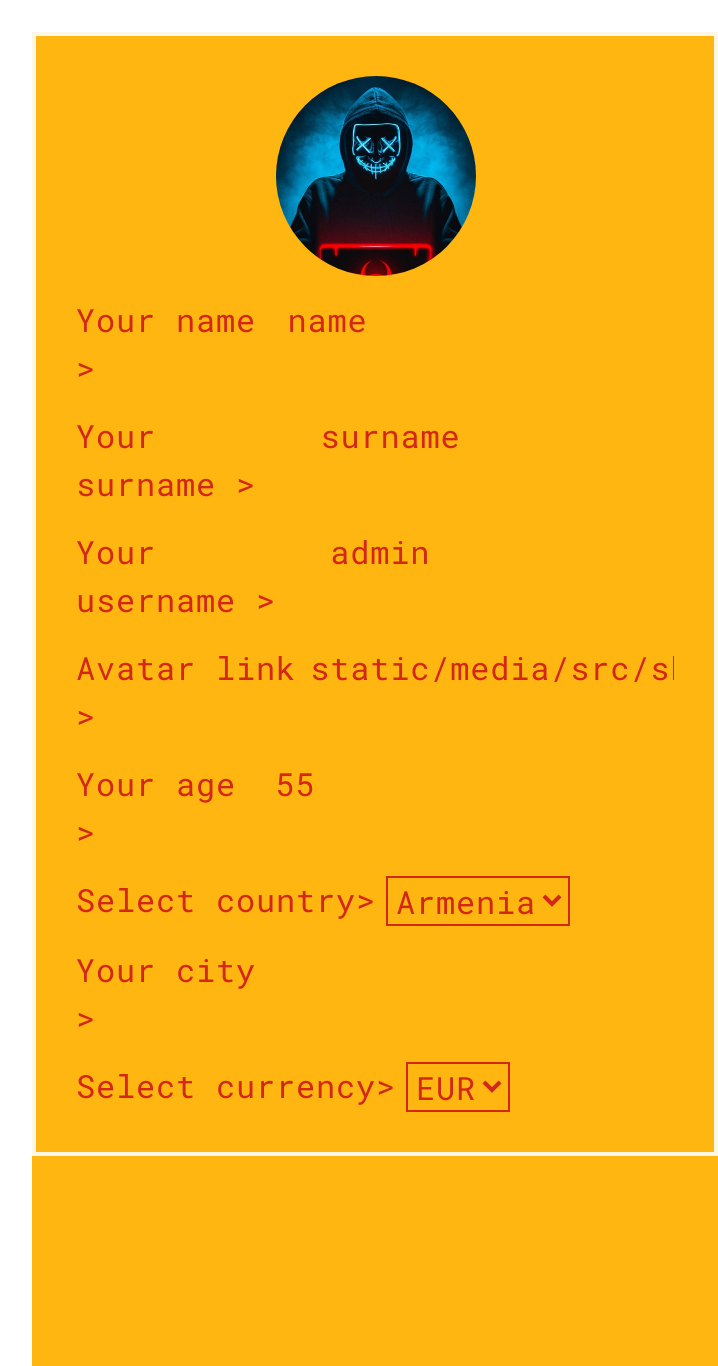 Your name name
>
Your surname
surname >
Your admin
username >
Avatar link static/media/src/s
>
Your age 55
>
Select country> Armenia
Your city
>
Select currency> EUR